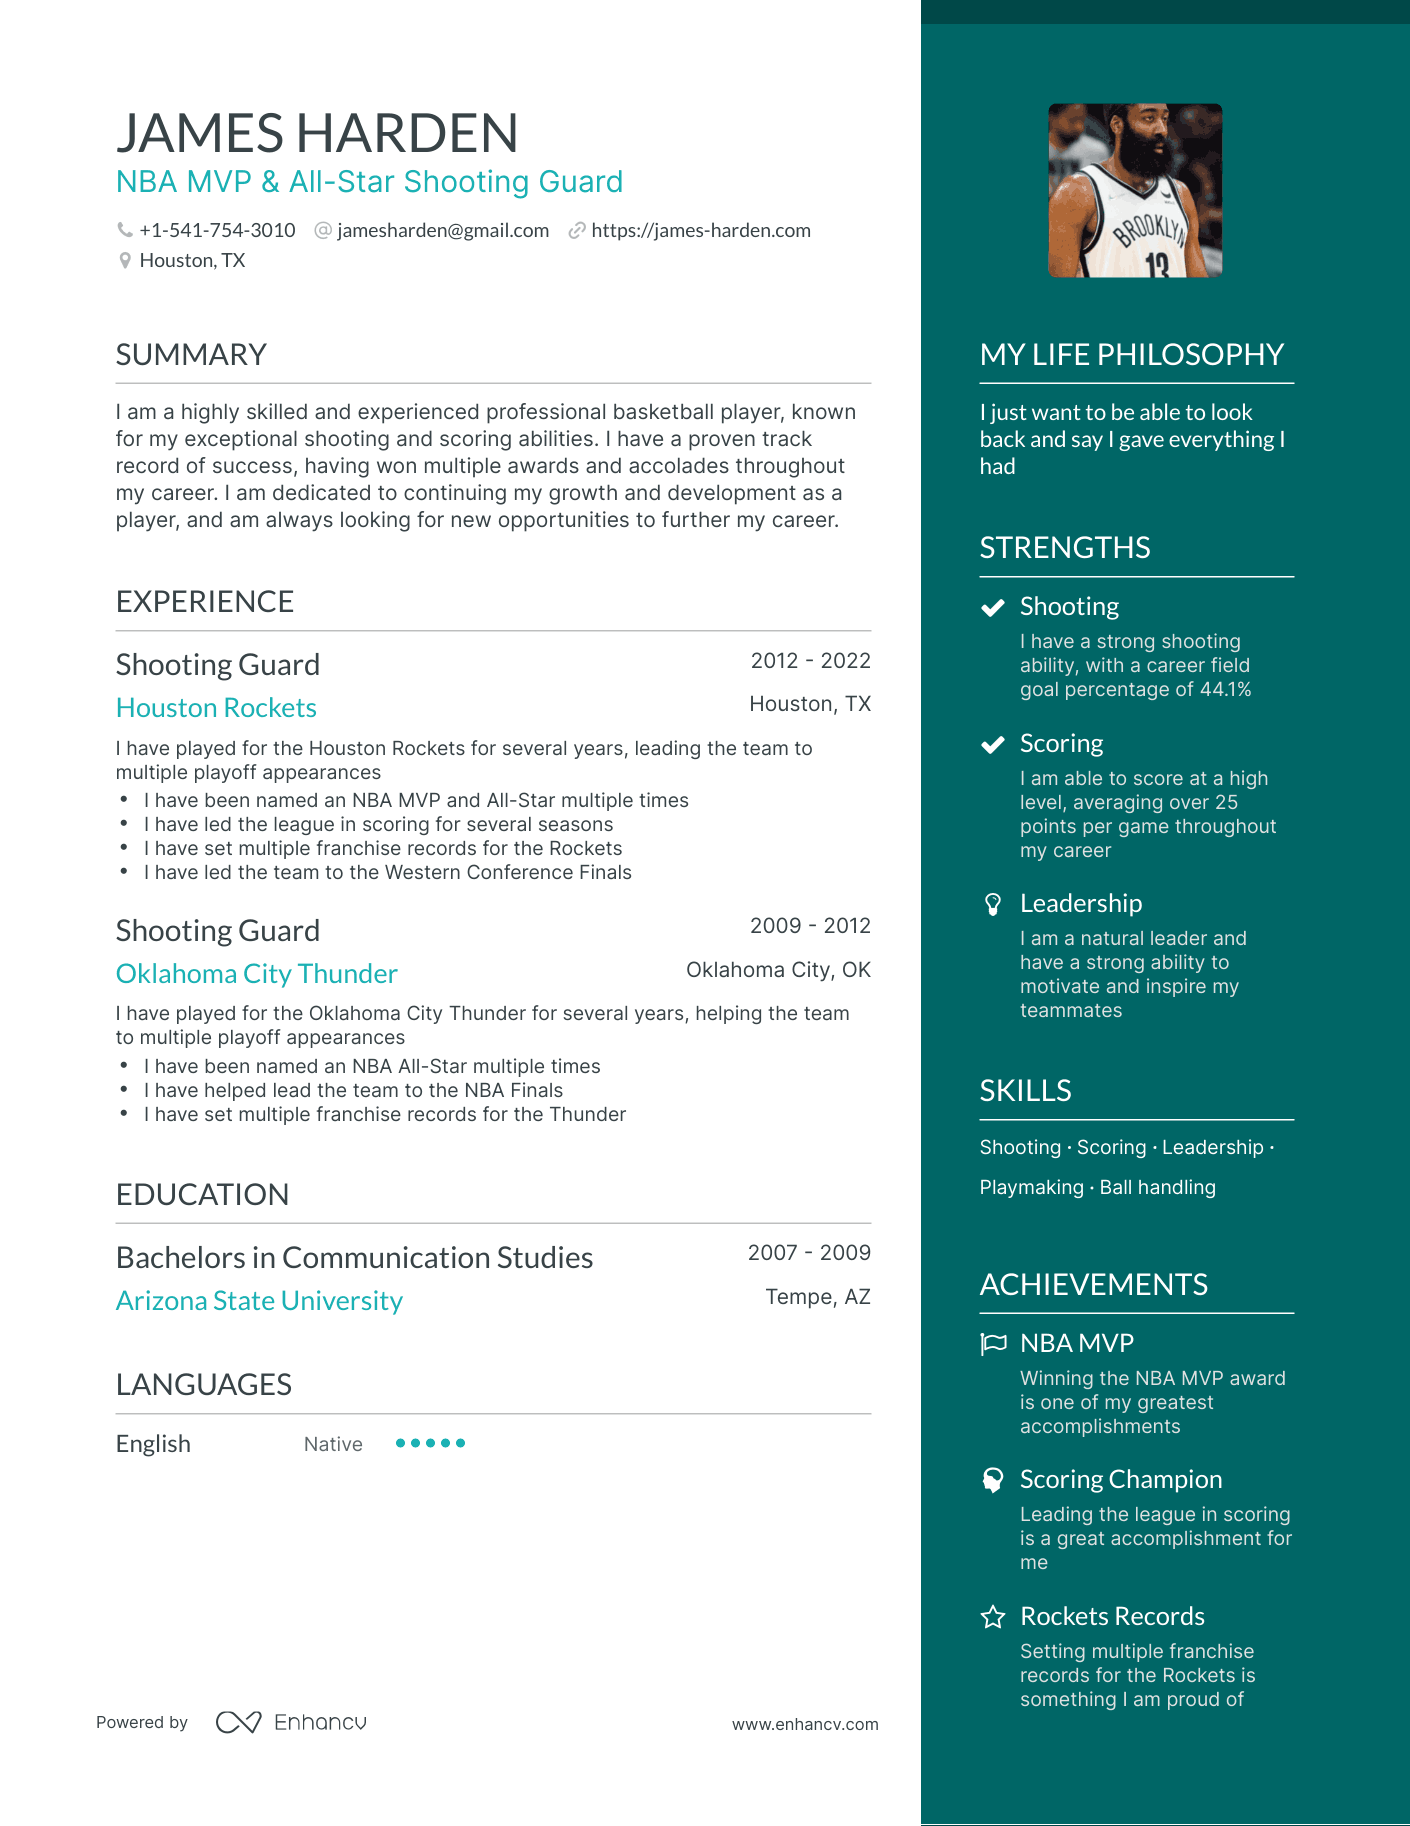 JAMES HARDEN
NBA MVP & All-Star Shooting Guard
+1-541-754-3010 @ jamesharden@gmail.com https://james-harden.com
Houston, TX
SUMMARY
I am a highly skilled and experienced professional basketball player, known
for my exceptional shooting and scoring abilities. I have a proven track
record of success, having won multiple awards and accolades throughout
my career. I am dedicated to continuing my growth and development as a
player, and am always looking for new opportunities to further my career.
EXPERIENCE
Shooting Guard 2012 - 2022
Houston Rockets Houston, TX
I have played for the Houston Rockets for several years, leading the team to
multiple playoff appearances
• I have been named an NBA MVP and All-Star multiple times
• I have led the league in scoring for several seasons
• I have set multiple franchise records for the Rockets
• I have led the team to the Western Conference Finals
Shooting Guard 2009 - 2012
Oklahoma City Thunder Oklahoma City, OK
I have played for the Oklahoma City Thunder for several years, helping the team
to multiple playoff appearances
• I have been named an NBA All-Star multiple times
• I have helped lead the team to the NBA Finals
• I have set multiple franchise records for the Thunder
EDUCATION
Bachelors in Communication Studies 2007 - 2009
Arizona State University Tempe, AZ
LANGUAGES
English Native
Powered by Enhancv www.enhancv.com
BROOKLYN
13
MY LIFE PHILOSOPHY
I just want to be able to look
back and say I gave everything I
had
STRENGTHS
Shooting
I have a strong shooting
ability, with a career field
goal percentage of 44.1%
Scoring
I am able to score at a high
level, averaging over 25
points per game throughout
my career
Leadership
I am a natural leader and
have a strong ability to
motivate and inspire my
teammates
SKILLS
Shooting · Scoring · Leadership ·
Playmaking · Ball handling
ACHIEVEMENTS
NBA MVP
Winning the NBA MVP award
is one of my greatest
accomplishments
Scoring Champion
Leading the league in scoring
is a great accomplishment for
me
Rockets Records
Setting multiple franchise
records for the Rockets is
something I am proud of